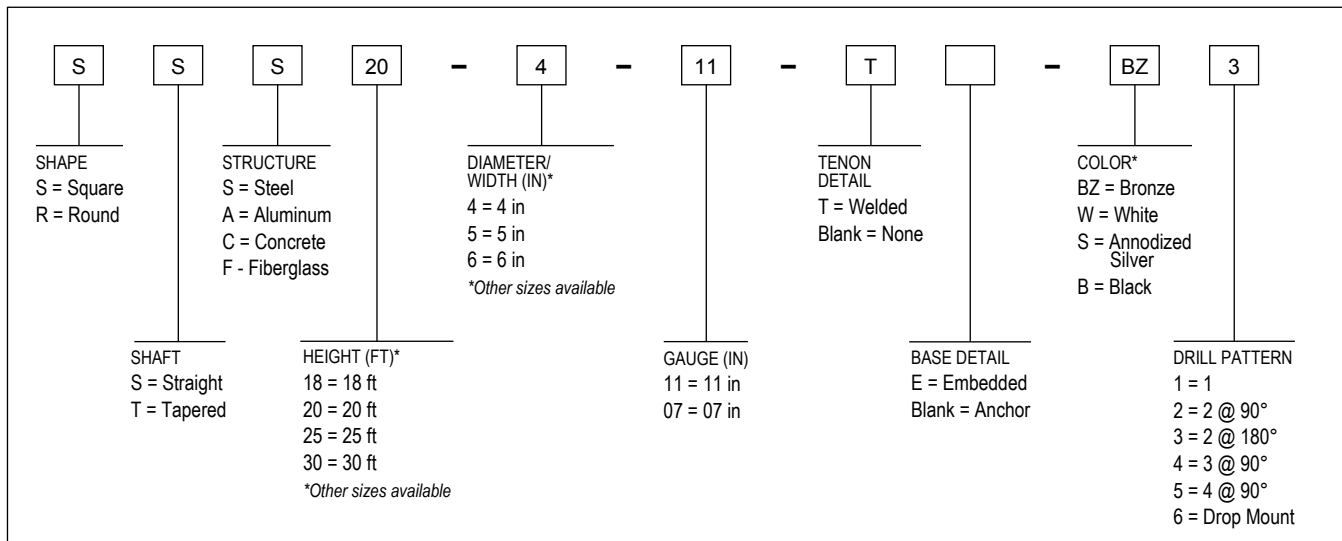 S S S 20 - 4 - 11 - T - BZ 3
SHAPE
S = Square
R = Round
SHAFT
S = Straight
T = Tapered
STRUCTURE
S = Steel
A = Aluminum
C = Concrete
F - Fiberglass
HEIGHT (FT)*
18 = 18 ft
20 = 20 ft
25 = 25 ft
30 = 30 ft
*Other sizes available
DIAMETER/
WIDTH (IN)*
4 = 4 in
5 = 5 in
6 = 6 in
*Other sizes available
GAUGE (IN)
11 = 11 in
07 = 07 in
TENON
DETAIL
T = Welded
Blank = None
BASE DETAIL
E = Embedded
Blank = Anchor
COLOR*
BZ = Bronze
W = White
S = Annodized
Silver
B = Black
DRILL PATTERN
1 = 1
2 = 2 @ 90°
3 = 2 @ 180°
4 = 3 @ 90°
5 = 4 @ 90°
6 = Drop Mount